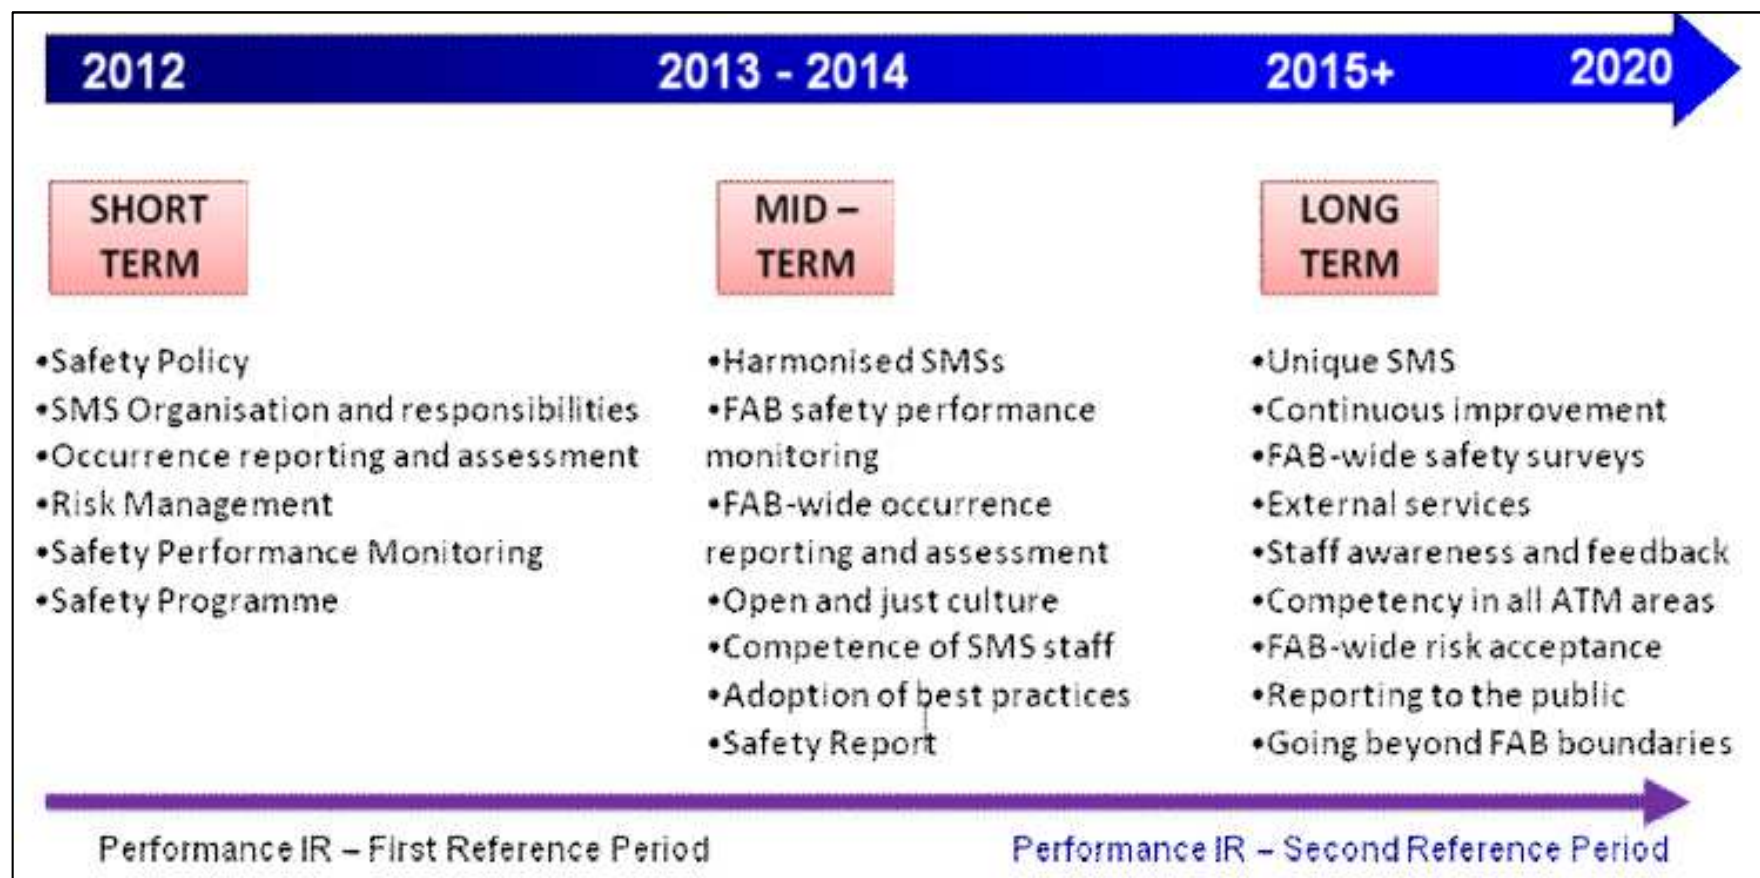 2012
2013 - 2014
2015+
2020
SHORT
TERM
MID –
TERM
LONG
TERM
•Safety Policy
•SMS Organisation and responsibilities
•Occurrence reporting and assessment
•Risk Management
•Safety Performance Monitoring
•Safety Programme
•Harmonised SMSs
•FAB safety performance
monitoring
•FAB-wide occurrence
reporting and assessment
•Open and just culture
•Competence of SMS staff
•Adoption of best practices
•Safety Report
•Unique SMS
•Continuous improvement
•FAB-wide safety surveys
•External services
•Staff awareness and feedback
•Competency in all ATM areas
•FAB-wide risk acceptance
•Reporting to the public
•Going beyond FAB boundaries
Performance IR – First Reference Period
Performance IR – Second Reference Period